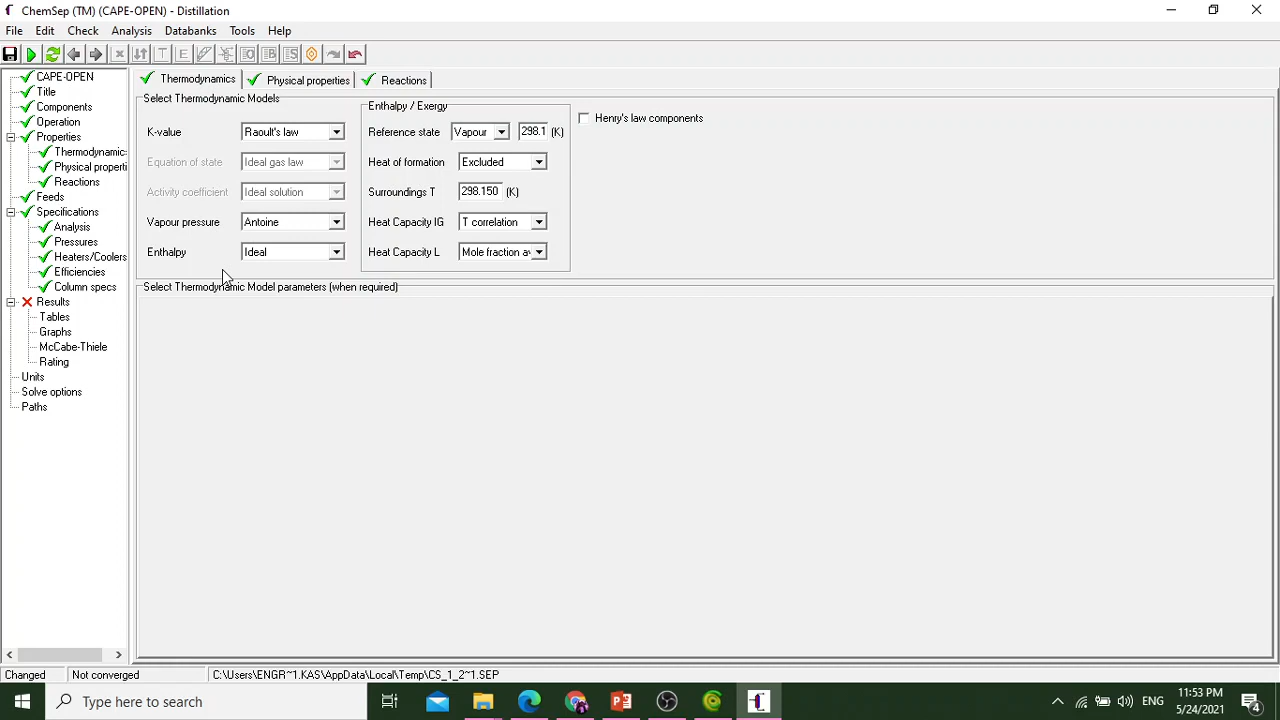 ChemSep (TM) (CAPE-OPEN) - Distillation
File Edit Check Analysis Databanks Tools Help
CAPE-OPEN
Title
Components
Operation
Properties
Thermodynamic:
Physical properti
Reactions
Feeds
Specifications
Analysis
Pressures
Heaters/Coolers
Efficiencies
Column specs
Results
Tables
Graphs
McCabe-Thiele
Rating
Units
Solve options
Paths
Thermodynamics Physical properties Reactions
Select Thermodynamic Models
K-value Raoult's law
Equation of state Ideal gas law
Activity coefficient Ideal solution
Vapour pressure Antoine
Enthalpy Ideal
Enthalpy / Exergy
Reference state Vapour 298.1 (K)
Heat of formation Excluded
Surroundings T 298.150 (K)
Heat Capacity IG T correlation
Heat Capacity L Mole fraction av
Henry's law components
Select Thermodynamic Model parameters (when required)
Changed Not converged C:\Users\ENGR~1.KAS\AppData\Local\Temp\CS_1_2~1.SEP
Type here to search
ENG
11:53 PM
5/24/2021
4